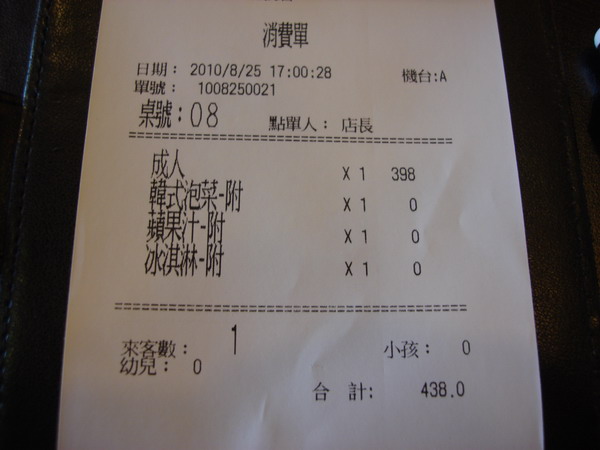 消費單
日期： 2010/8/25 17:00:28 機台:A
單號： 1008250021
桌號：08 點單人： 店長
成人 X 1 398
韓式泡菜-附 X 1 0
蘋果汁-附 X 1 0
冰淇淋-附 X 1 0
來客數： 1 小孩： 0
幼兒： 0
合 計： 438.0